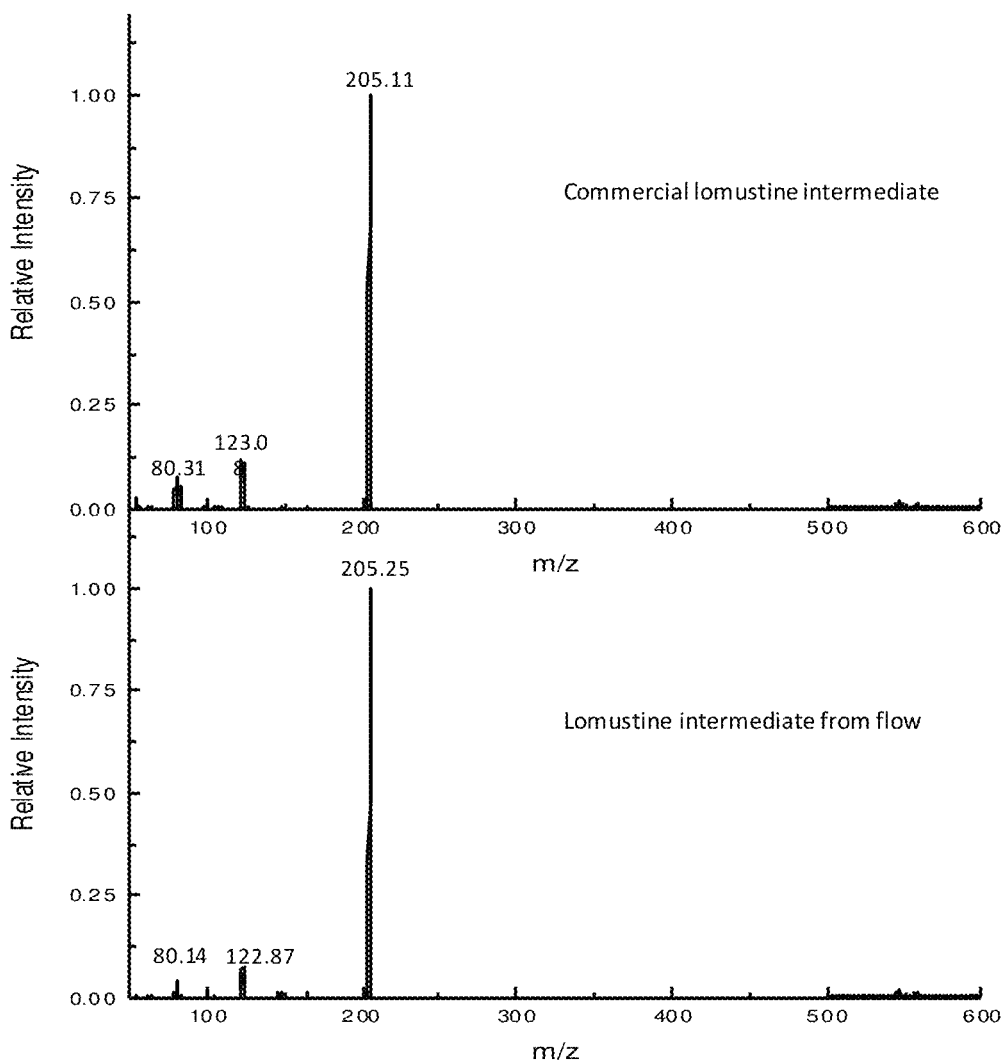 205.11
1.00
0.75
Commercial lomustine intermediate
Relative Intensity
0.50
0.25
123.0
80.31 8
0.00
100 200 300 400 500 600
m/z
205.25
1.00
0.75
Lomustine intermediate from flow
Relative Intensity
0.50
0.25
80.14 122.87
0.00
100 200 300 400 500 600
m/z